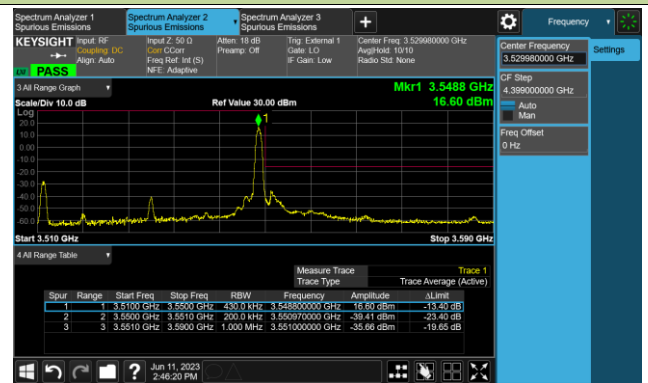 Spectrum Analyzer 1
Spurious Emissions
Spectrum Analyzer 2
Spurious Emissions
Spectrum Analyzer 3
Spurious Emissions
+
Frequency
KEYSIGHT
Input: RF
Coupling: DC
Align: Auto
Input Z: 50 Ω
Corr CCorr
Freq Ref: Int (S)
NFE: Adaptive
Atten: 18 dB
Preamp: Off
Trig: External 1
Gate: LO
IF Gain: Low
Center Freq: 3.529980000 GHz
Avg|Hold: 10/10
Radio Std: None
PASS
Center Frequency
3.529980000 GHz
Settings
CF Step
4.399000000 GHz
Auto
Man
Freq Offset
0 Hz
3 All Range Graph
Mkr1 3.5488 GHz
16.60 dBm
Scale/Div 10.0 dB
Ref Value 30.00 dBm
Log
20.0
10.0
0.00
-10.0
-20.0
-30.0
-40.0
-50.0
-60.0
1
Start 3.510 GHz
Stop 3.590 GHz
4 All Range Table
Measure Trace Trace 1
Trace Type Trace Average (Active)
Spur Range Start Freq Stop Freq RBW Frequency Amplitude ΔLimit
1 1 3.5100 GHz 3.5500 GHz 430.0 kHz 3.548800000 GHz 16.60 dBm -13.40 dB
2 2 3.5500 GHz 3.5510 GHz 200.0 kHz 3.550970000 GHz -39.41 dBm -23.40 dB
3 3 3.5510 GHz 3.5900 GHz 1.000 MHz 3.551000000 GHz -35.66 dBm -19.65 dB
?
Jun 11, 2023
2:46:20 PM